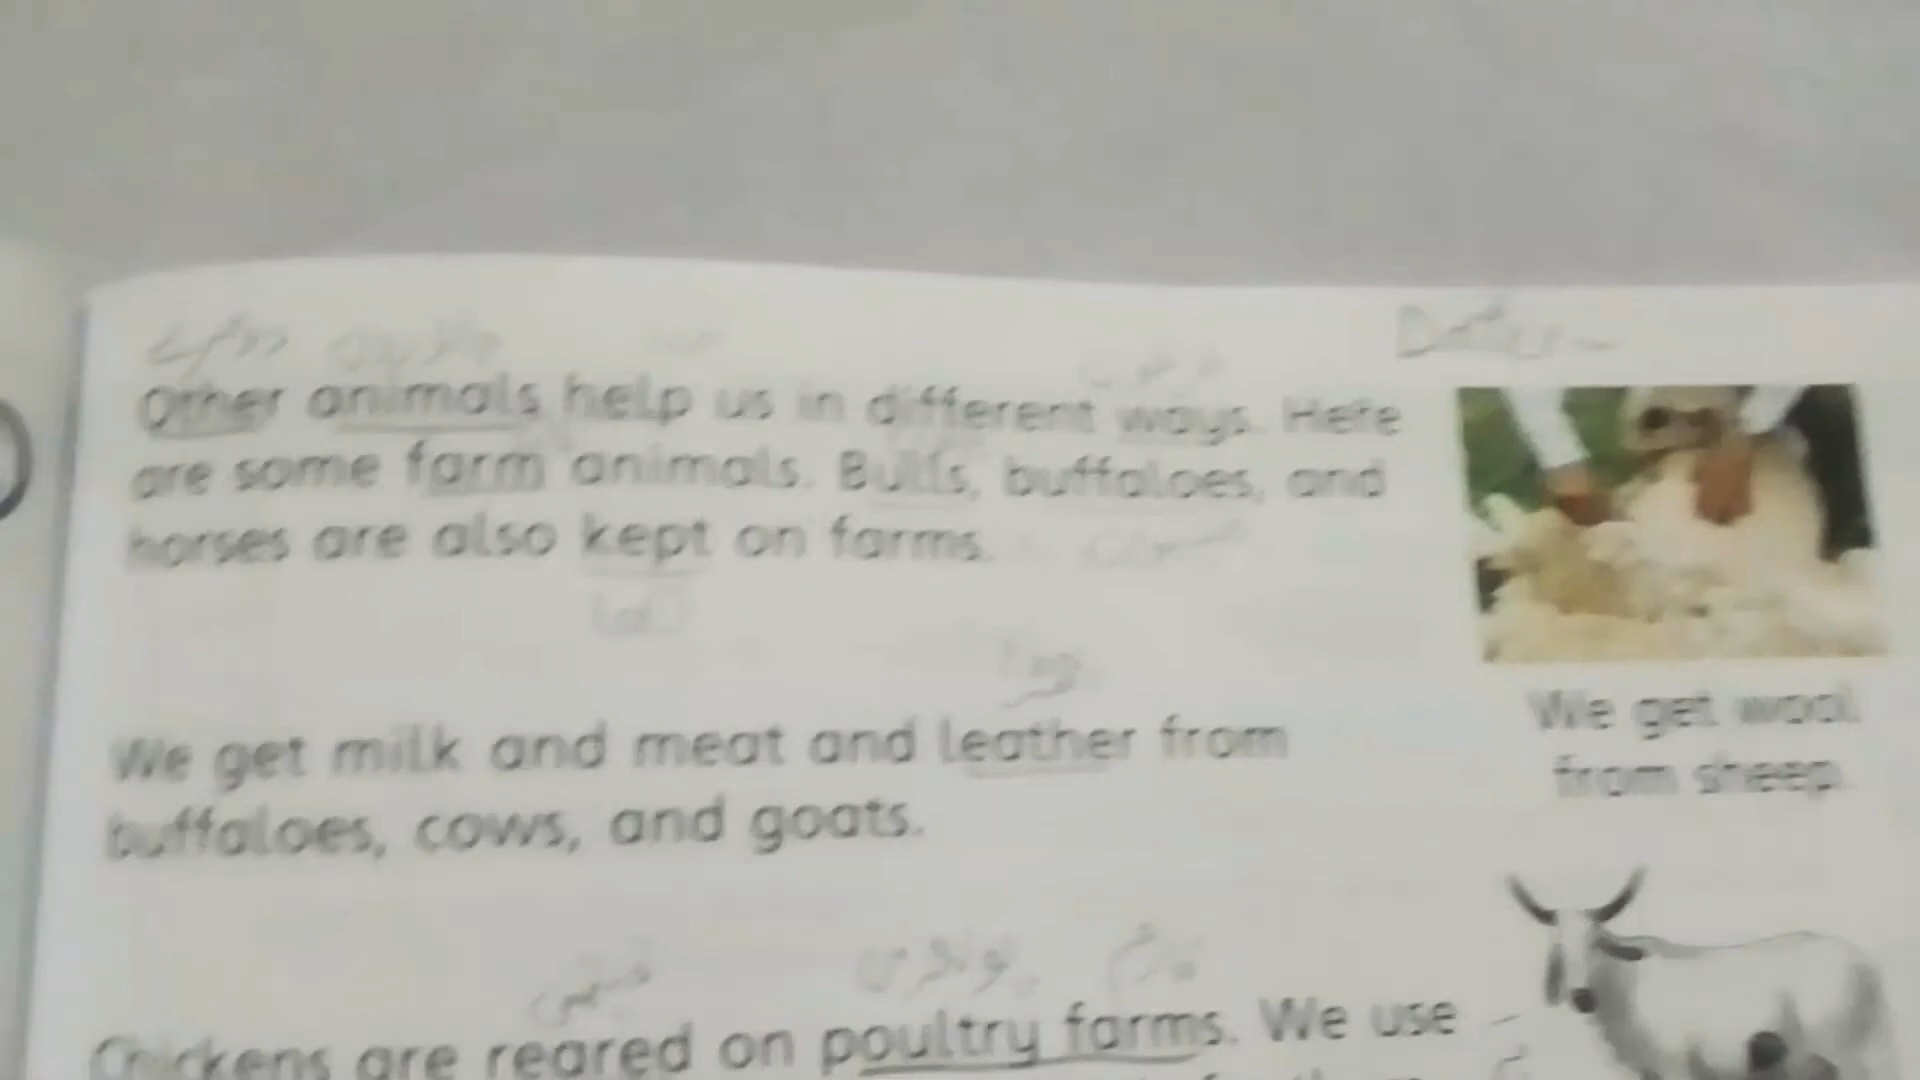 Other animals help us in different ways. Here
are some farm animals. Bulls, buffaloes, and
horses are also kept on farms.
We get milk and meat and leather from
buffaloes, cows, and goats.
We get wool
from sheep.
پولٹری فارم
Chickens are reared on poultry farms. We use